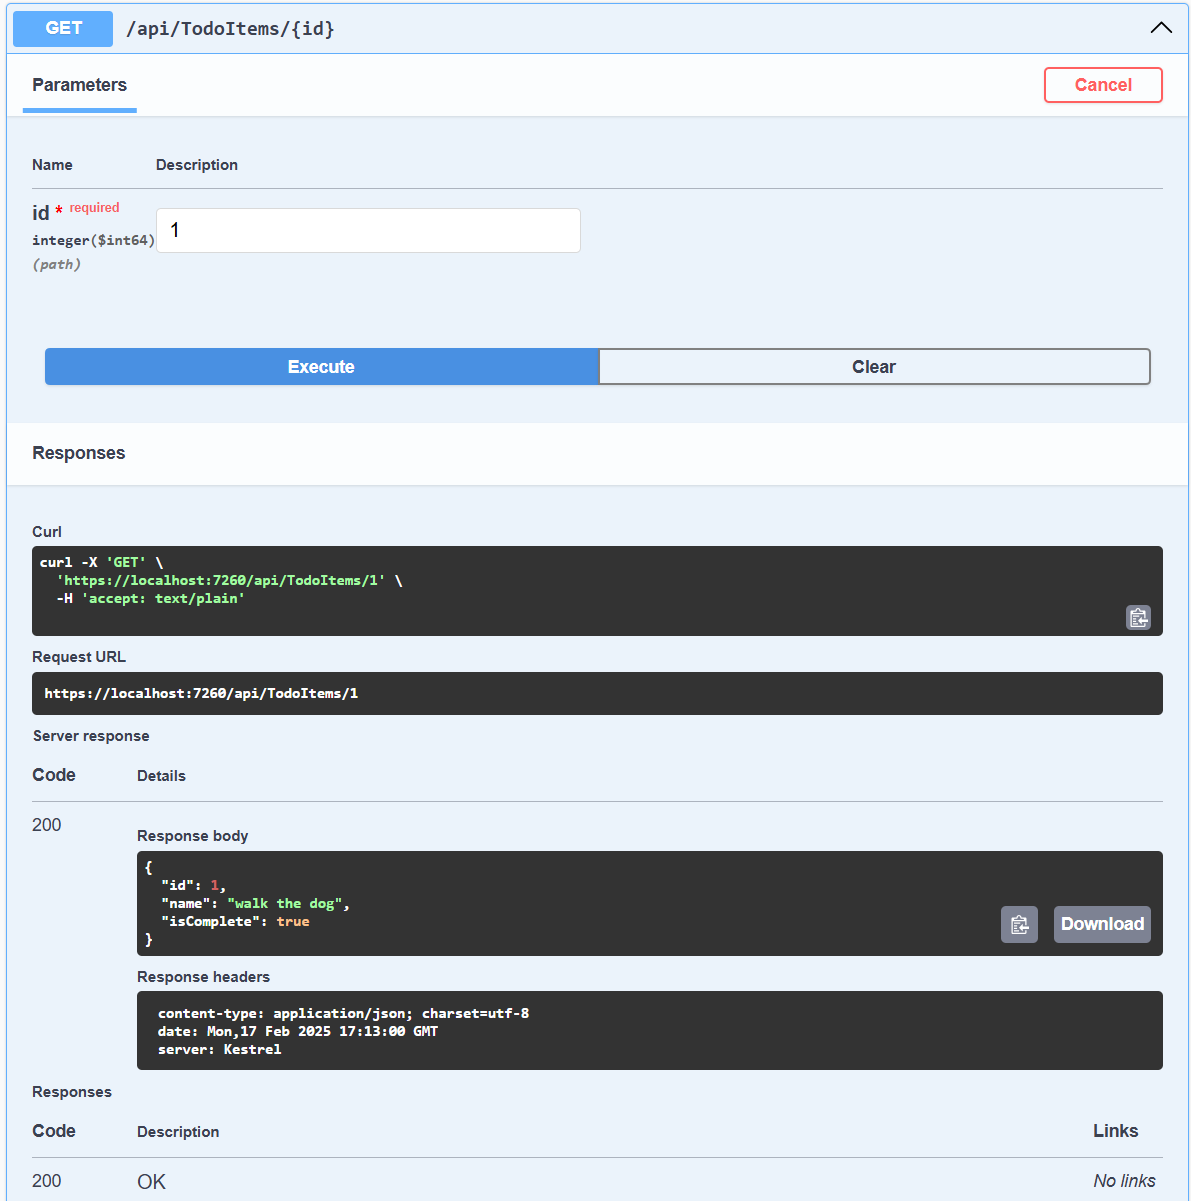 GET /api/TodoItems/{id}
Parameters Cancel
Name Description
id * required
1
integer($int64)
(path)
Execute Clear
Responses
Curl
curl -X 'GET' \
  'https://localhost:7260/api/TodoItems/1' \
  -H 'accept: text/plain'
Request URL
https://localhost:7260/api/TodoItems/1
Server response
Code Details
200
Response body
{
  "id": 1,
  "name": "walk the dog",
  "isComplete": true
}
Download
Response headers
content-type: application/json; charset=utf-8
date: Mon,17 Feb 2025 17:13:00 GMT
server: Kestrel
Responses
Code Description Links
200 OK No links